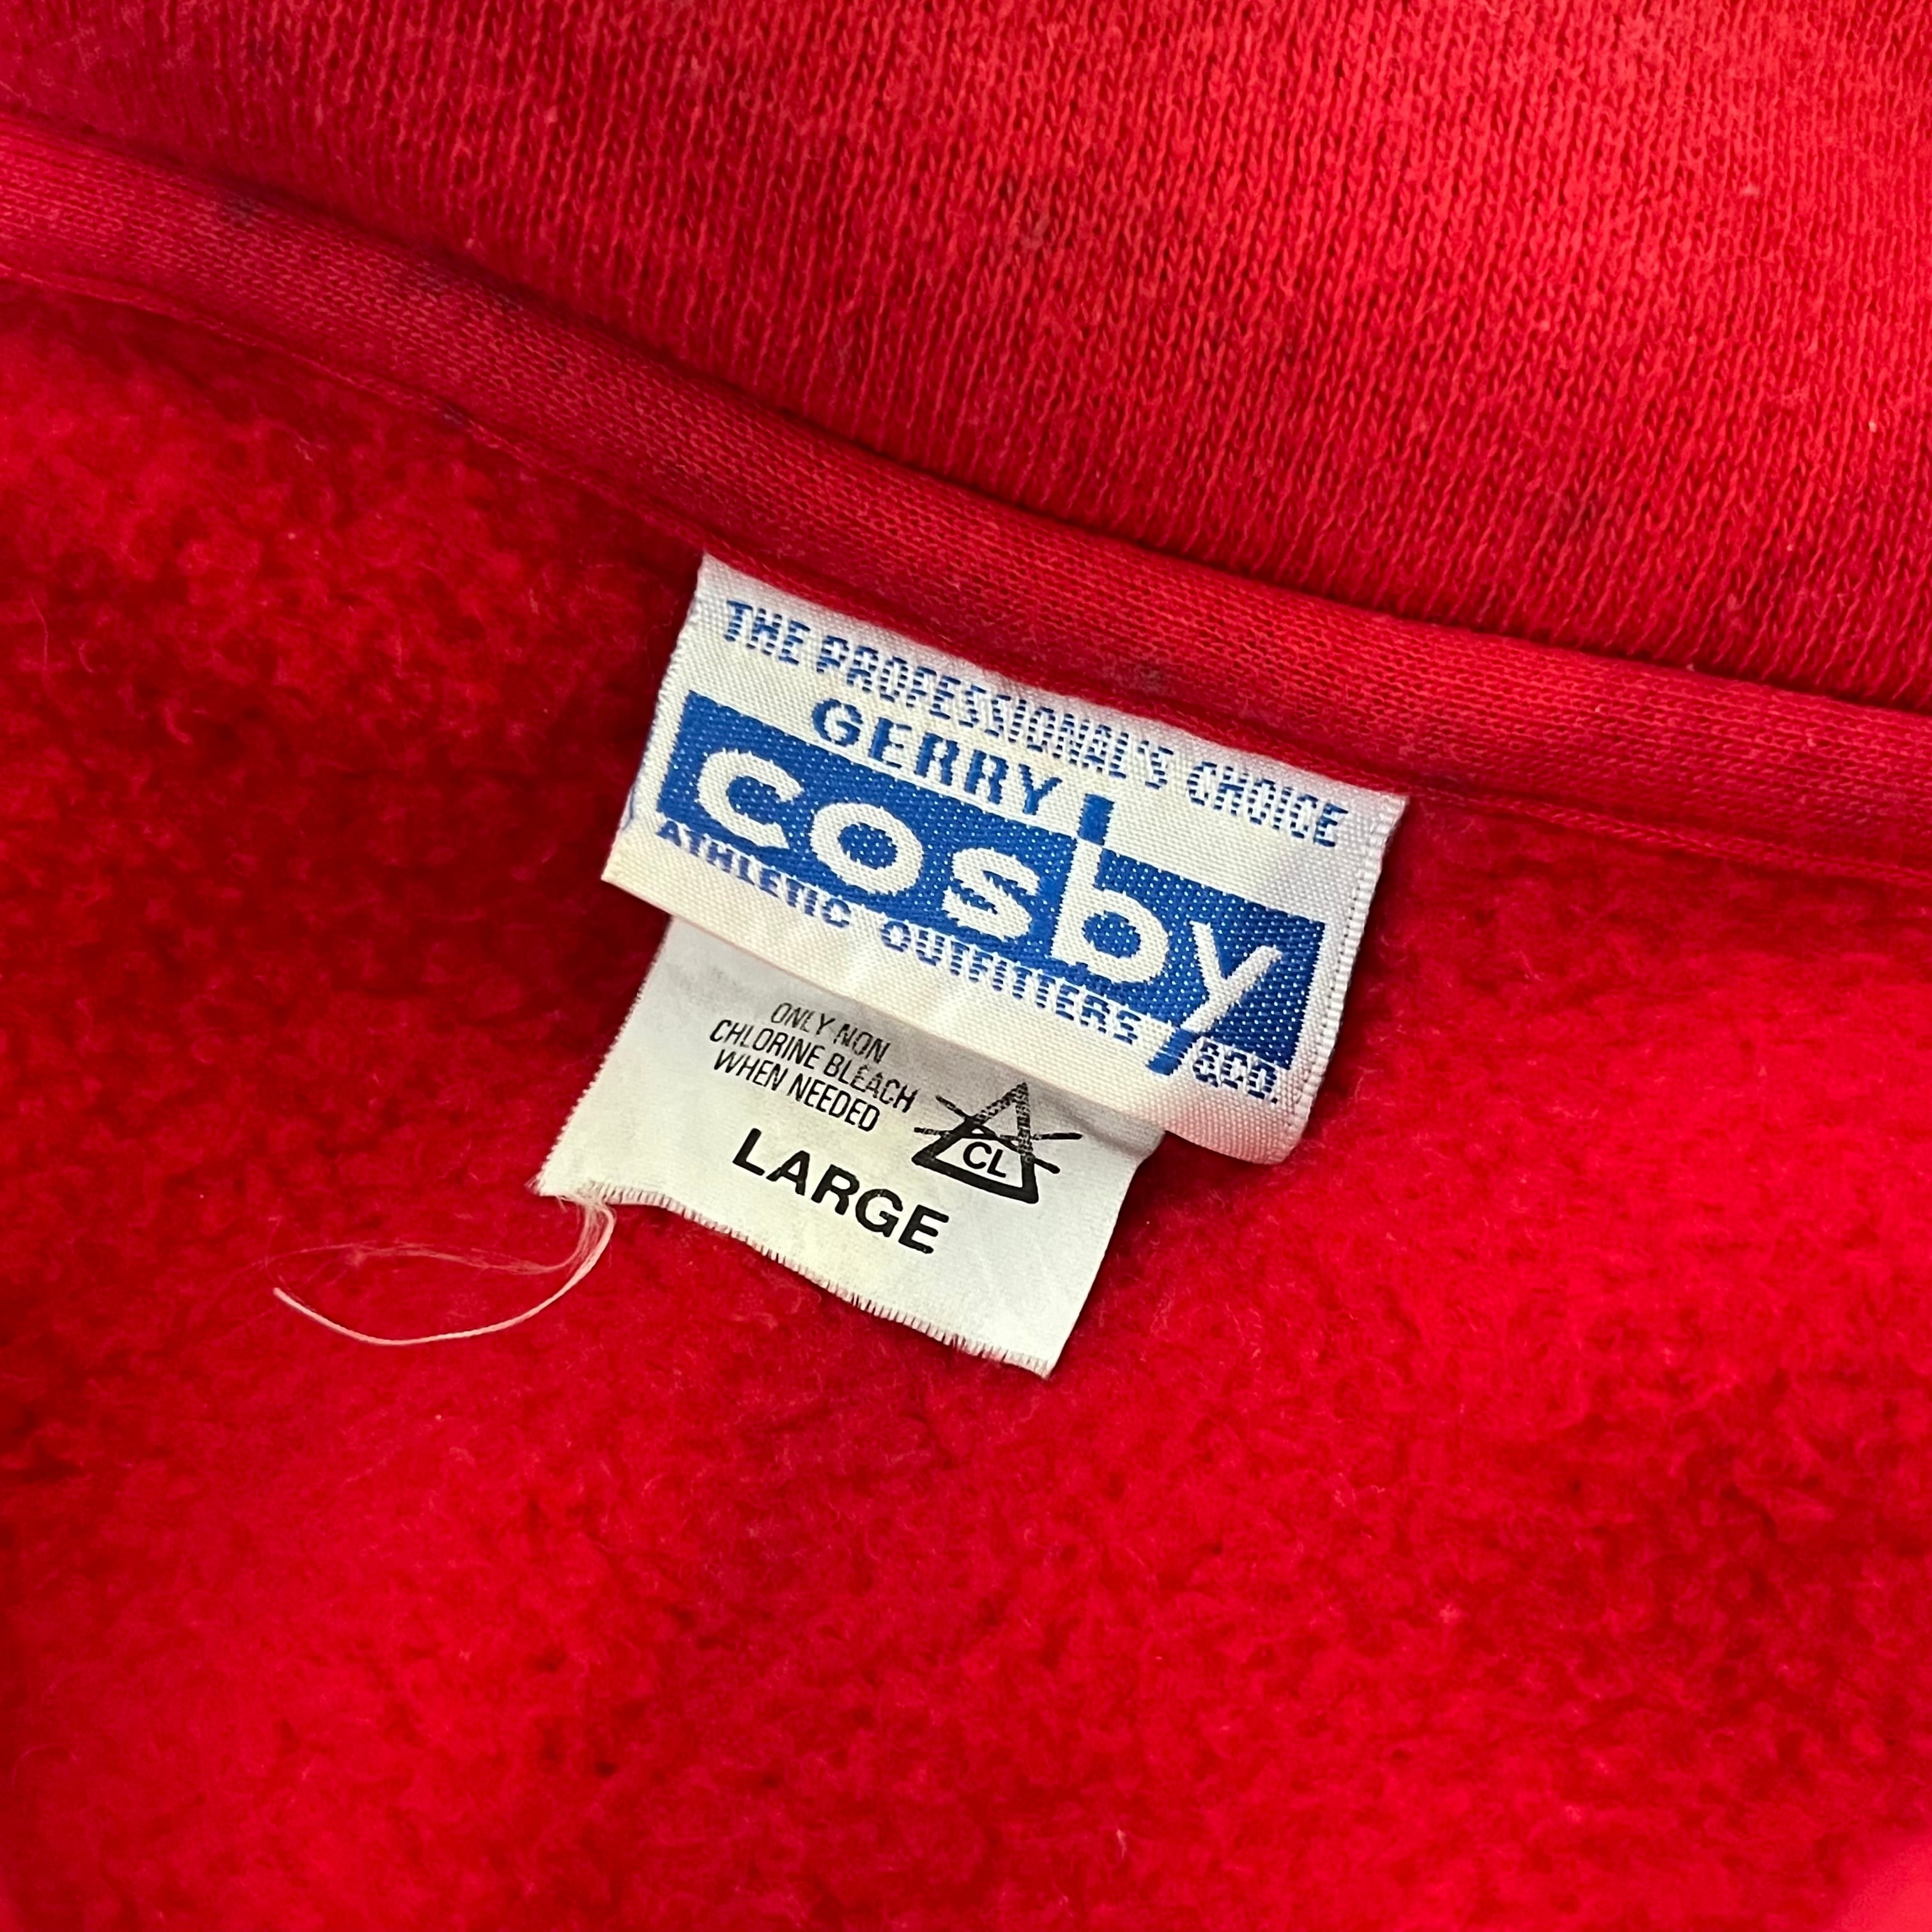 THE PROFESSIONAL'S CHOICE
GERRY
cosby
ATHLETIC OUTFITTERS &CO.
ONLY NON
CHLORINE BLEACH
WHEN NEEDED
CL
LARGE